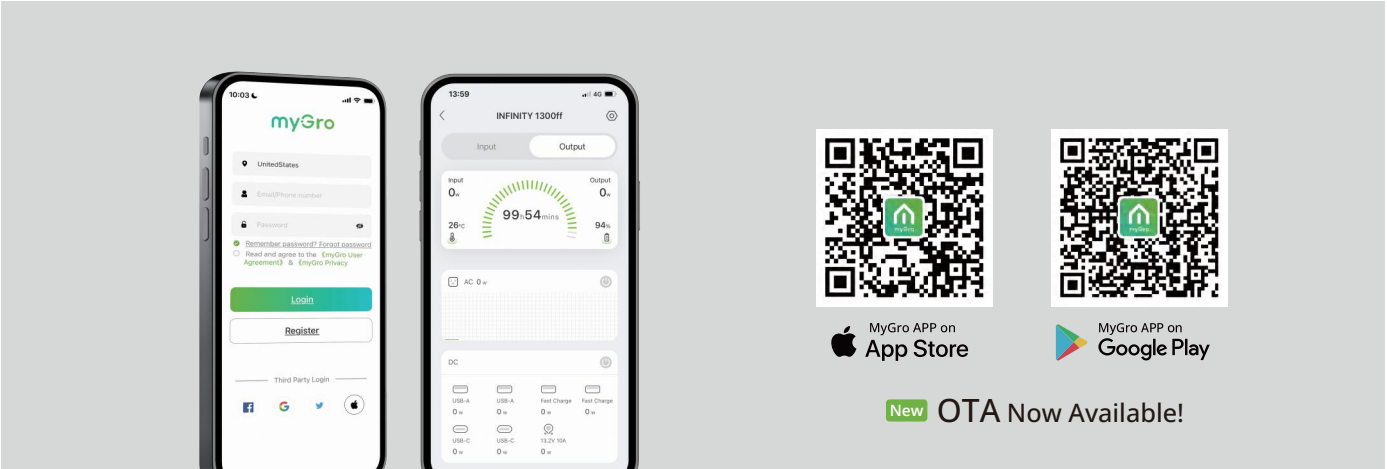 10:03
myGro
UnitedStates
Email/Phone number
Password
Remember password? Forgot password
Read and agree to the 《myGro User
Agreement》 & 《myGro Privacy
Login
Register
Third Party Login
13:59
4G
INFINITY 1300ff
Input
Output
Input
Output
0w
0w
99h54mins
26°C
94%
AC 0 w
DC
USB-A
USB-A
Fast Charge
Fast Charge
0 w
0 w
0 w
0 w
USB-C
USB-C
13.2V 10A
0 w
0 w
0 w
myGro
myGro
MyGro APP on
App Store
MyGro APP on
Google Play
New OTA Now Available!